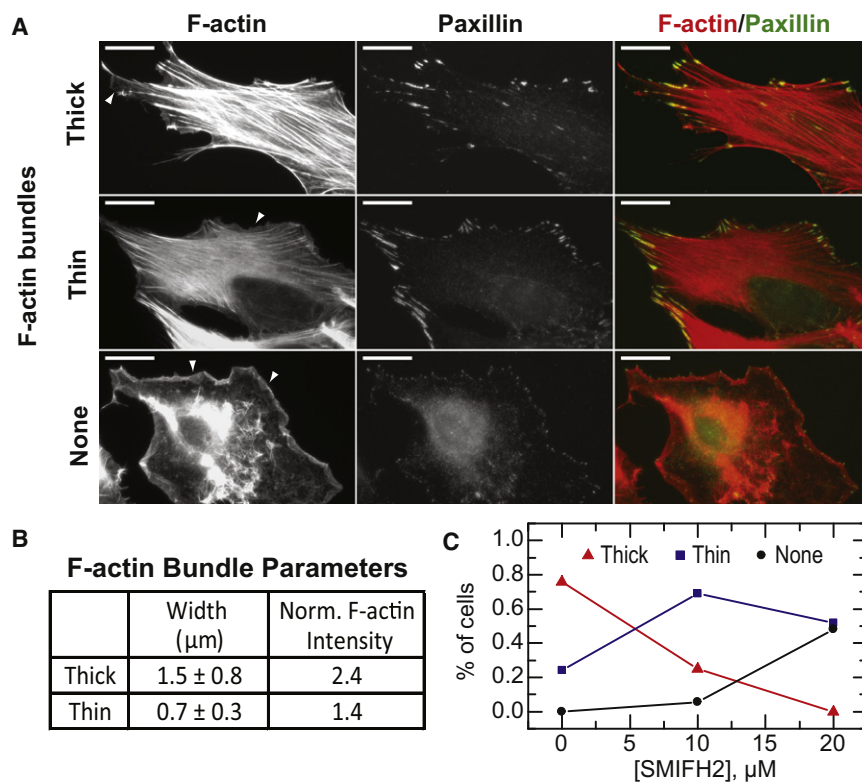 A
F-actin
Paxillin
F-actin/Paxillin
F-actin bundles
Thick
Thin
None
B
F-actin Bundle Parameters
Width (µm)
Norm. F-actin Intensity
Thick 1.5 ± 0.8 2.4
Thin 0.7 ± 0.3 1.4
C
Thick Thin None
% of cells
1.0
0.8
0.6
0.4
0.2
0.0
0 5 10 15 20
[SMIFH2], µM